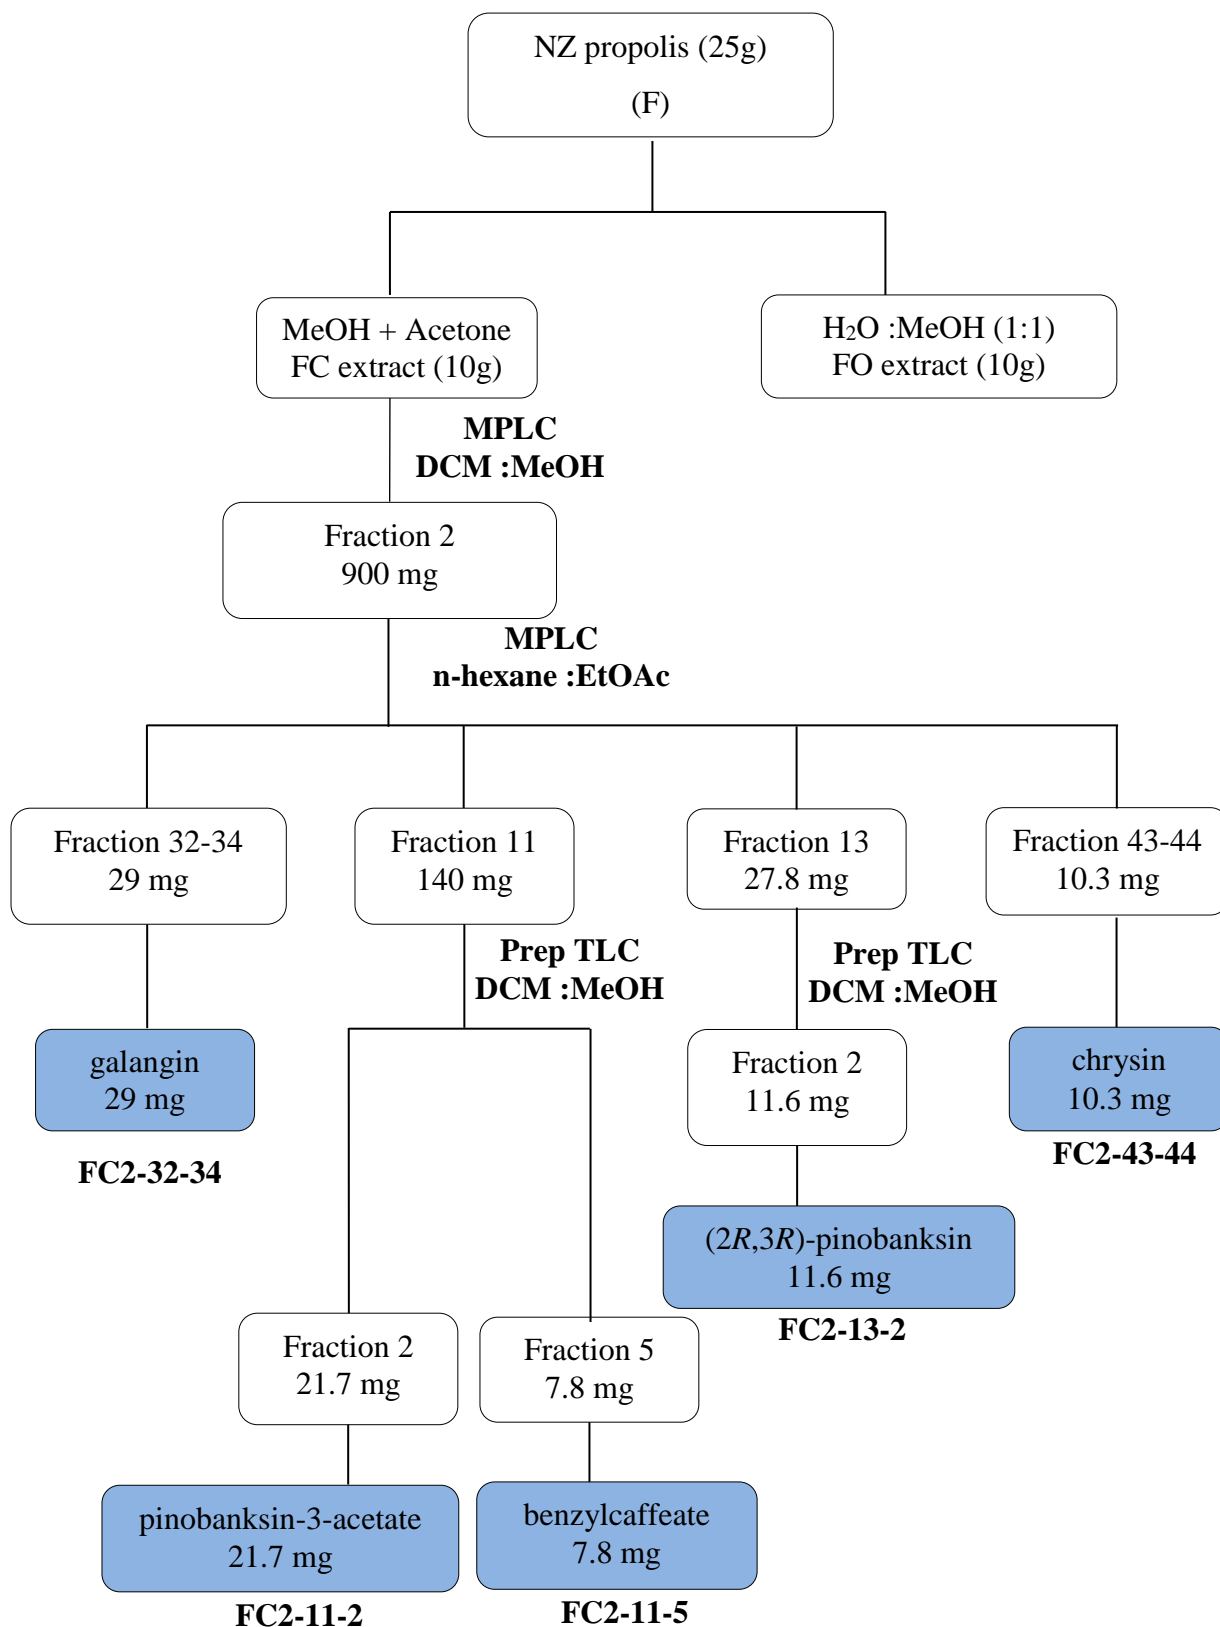 NZ propolis (25g)
(F)
MeOH + Acetone
FC extract (10g)
H₂O :MeOH (1:1)
FO extract (10g)
MPLC
DCM :MeOH
Fraction 2
900 mg
MPLC
n-hexane :EtOAc
Fraction 32-34
29 mg
Fraction 11
140 mg
Fraction 13
27.8 mg
Fraction 43-44
10.3 mg
Prep TLC
DCM :MeOH
Prep TLC
DCM :MeOH
galangin
29 mg
FC2-32-34
Fraction 2
11.6 mg
chrysin
10.3 mg
FC2-43-44
(2R,3R)-pinobanksin
11.6 mg
FC2-13-2
Fraction 2
21.7 mg
Fraction 5
7.8 mg
pinobanksin-3-acetate
21.7 mg
FC2-11-2
benzylcaffeate
7.8 mg
FC2-11-5